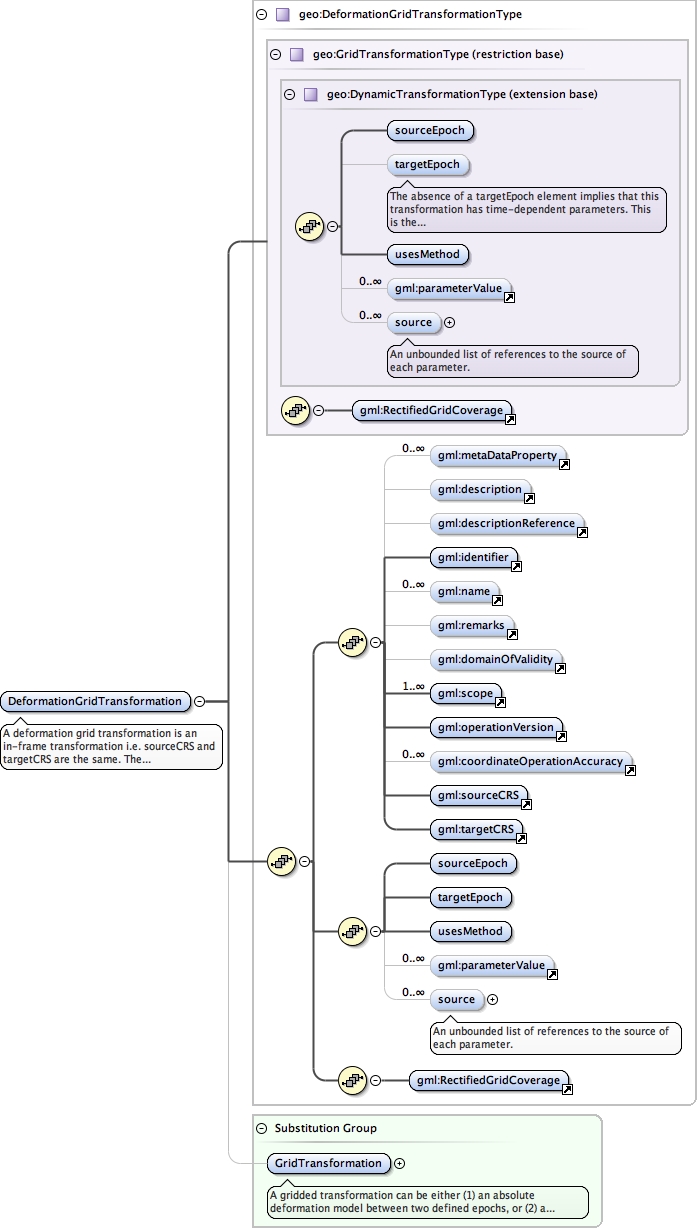 geo:DeformationGridTransformationType
geo:GridTransformationType (restriction base)
geo:DynamicTransformationType (extension base)
sourceEpoch
targetEpoch
The absence of a targetEpoch element implies that this
transformation has time-dependent parameters. This
is the...
usesMethod
0..∞
gml:parameterValue
0..∞
source
An unbounded list of references to the source of
each parameter.
gml:RectifiedGridCoverage
0..∞
gml:metaDataProperty
gml:description
gml:descriptionReference
gml:identifier
0..∞
gml:name
gml:remarks
gml:domainOfValidity
1..∞
gml:scope
gml:operationVersion
0..∞
gml:coordinateOperationAccuracy
gml:sourceCRS
gml:targetCRS
DeformationGridTransformation
A deformation grid transformation is an
in-frame transformation i.e. sourceCRS and
targetCRS are the same. The...
sourceEpoch
targetEpoch
usesMethod
0..∞
gml:parameterValue
0..∞
source
An unbounded list of references to the source of
each parameter.
gml:RectifiedGridCoverage
Substitution Group
GridTransformation
A gridded transformation can be either (1) an absolute
deformation model between two defined epochs, or (2) a...